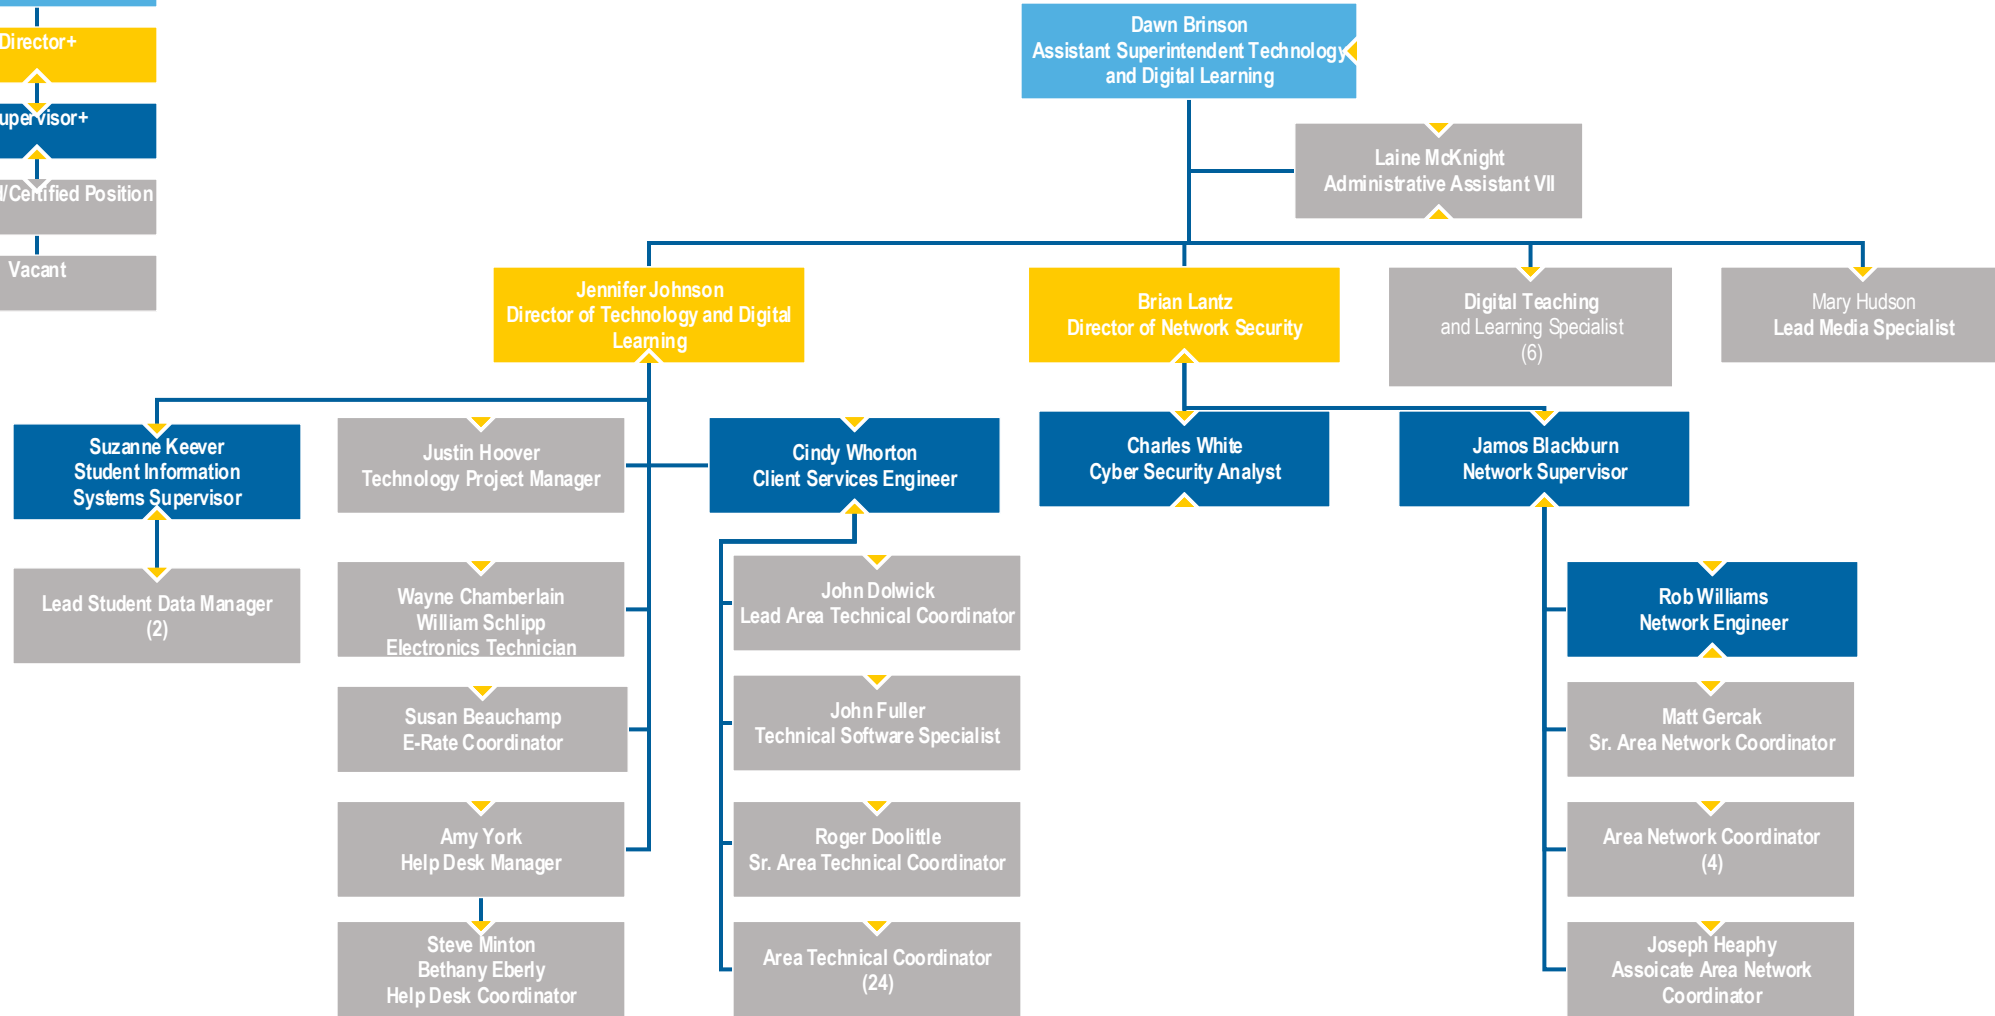 Director+
upervisor+
/Certified Position
Vacant
Dawn Brinson
Assistant Superintendent Technology
and Digital Learning
Laine McKnight
Administrative Assistant VII
Jennifer Johnson
Director of Technology and Digital
Learning
Brian Lantz
Director of Network Security
Digital Teaching
and Learning Specialist
(6)
Mary Hudson
Lead Media Specialist
Suzanne Keever
Student Information
Systems Supervisor
Justin Hoover
Technology Project Manager
Cindy Whorton
Client Services Engineer
Charles White
Cyber Security Analyst
Jamos Blackburn
Network Supervisor
Lead Student Data Manager
(2)
Wayne Chamberlain
William Schlipp
Electronics Technician
John Dolwick
Lead Area Technical Coordinator
Rob Williams
Network Engineer
Susan Beauchamp
E-Rate Coordinator
John Fuller
Technical Software Specialist
Matt Gercak
Sr. Area Network Coordinator
Amy York
Help Desk Manager
Roger Doolittle
Sr. Area Technical Coordinator
Area Network Coordinator
(4)
Steve Minton
Bethany Eberly
Help Desk Coordinator
Area Technical Coordinator
(24)
Joseph Heaphy
Assoicate Area Network
Coordinator